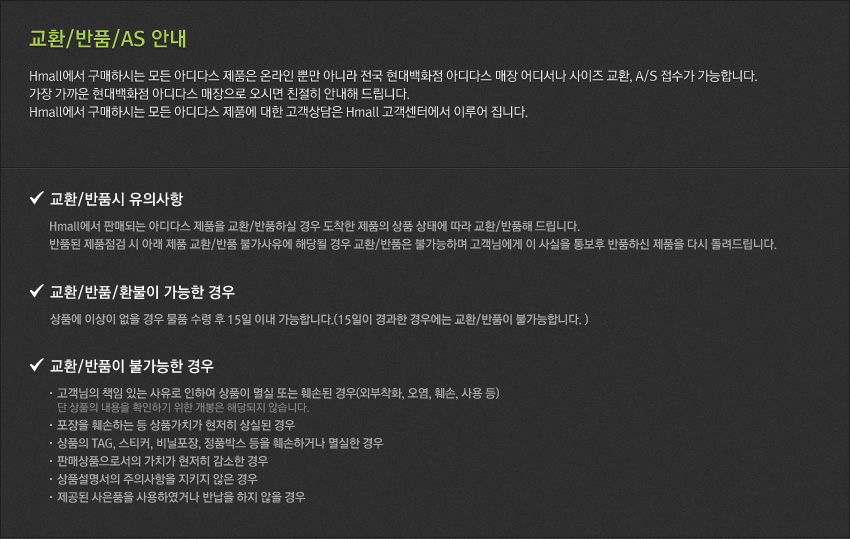 교환/반품/AS 안내
Hmall에서 구매하시는 모든 아디다스 제품은 온라인 뿐만 아니라 전국 현대백화점 아디다스 매장 어디서나 사이즈 교환, A/S 접수가 가능합니다.
가장 가까운 현대백화점 아디다스 매장으로 오시면 친절히 안내해 드립니다.
Hmall에서 구매하시는 모든 아디다스 제품에 대한 고객상담은 Hmall 고객센터에서 이루어 집니다.
교환/반품시 유의사항
Hmall에서 판매되는 아디다스 제품을 교환/반품하실 경우 도착한 제품의 상품 상태에 따라 교환/반품해 드립니다.
반품된 제품점검 시 아래 제품 교환/반품 불가사유에 해당될 경우 교환/반품은 불가능하며 고객님에게 이 사실을 통보후 반품하신 제품을 다시 돌려드립니다.
교환/반품/환불이 가능한 경우
상품에 이상이 없을 경우 물품 수령 후 15일 이내 가능합니다.(15일이 경과한 경우에는 교환/반품이 불가능합니다. )
교환/반품이 불가능한 경우
· 고객님의 책임 있는 사유로 인하여 상품이 멸실 또는 훼손된 경우(외부착화, 오염, 훼손, 사용 등)
단 상품의 내용을 확인하기 위한 개봉은 해당되지 않습니다.
· 포장을 훼손하는 등 상품가치가 현저히 상실된 경우
· 상품의 TAG, 스티커, 비닐포장, 정품박스 등을 훼손하거나 멸실한 경우
· 판매상품으로서의 가치가 현저히 감소한 경우
· 상품설명서의 주의사항을 지키지 않은 경우
· 제공된 사은품을 사용하였거나 반납을 하지 않을 경우